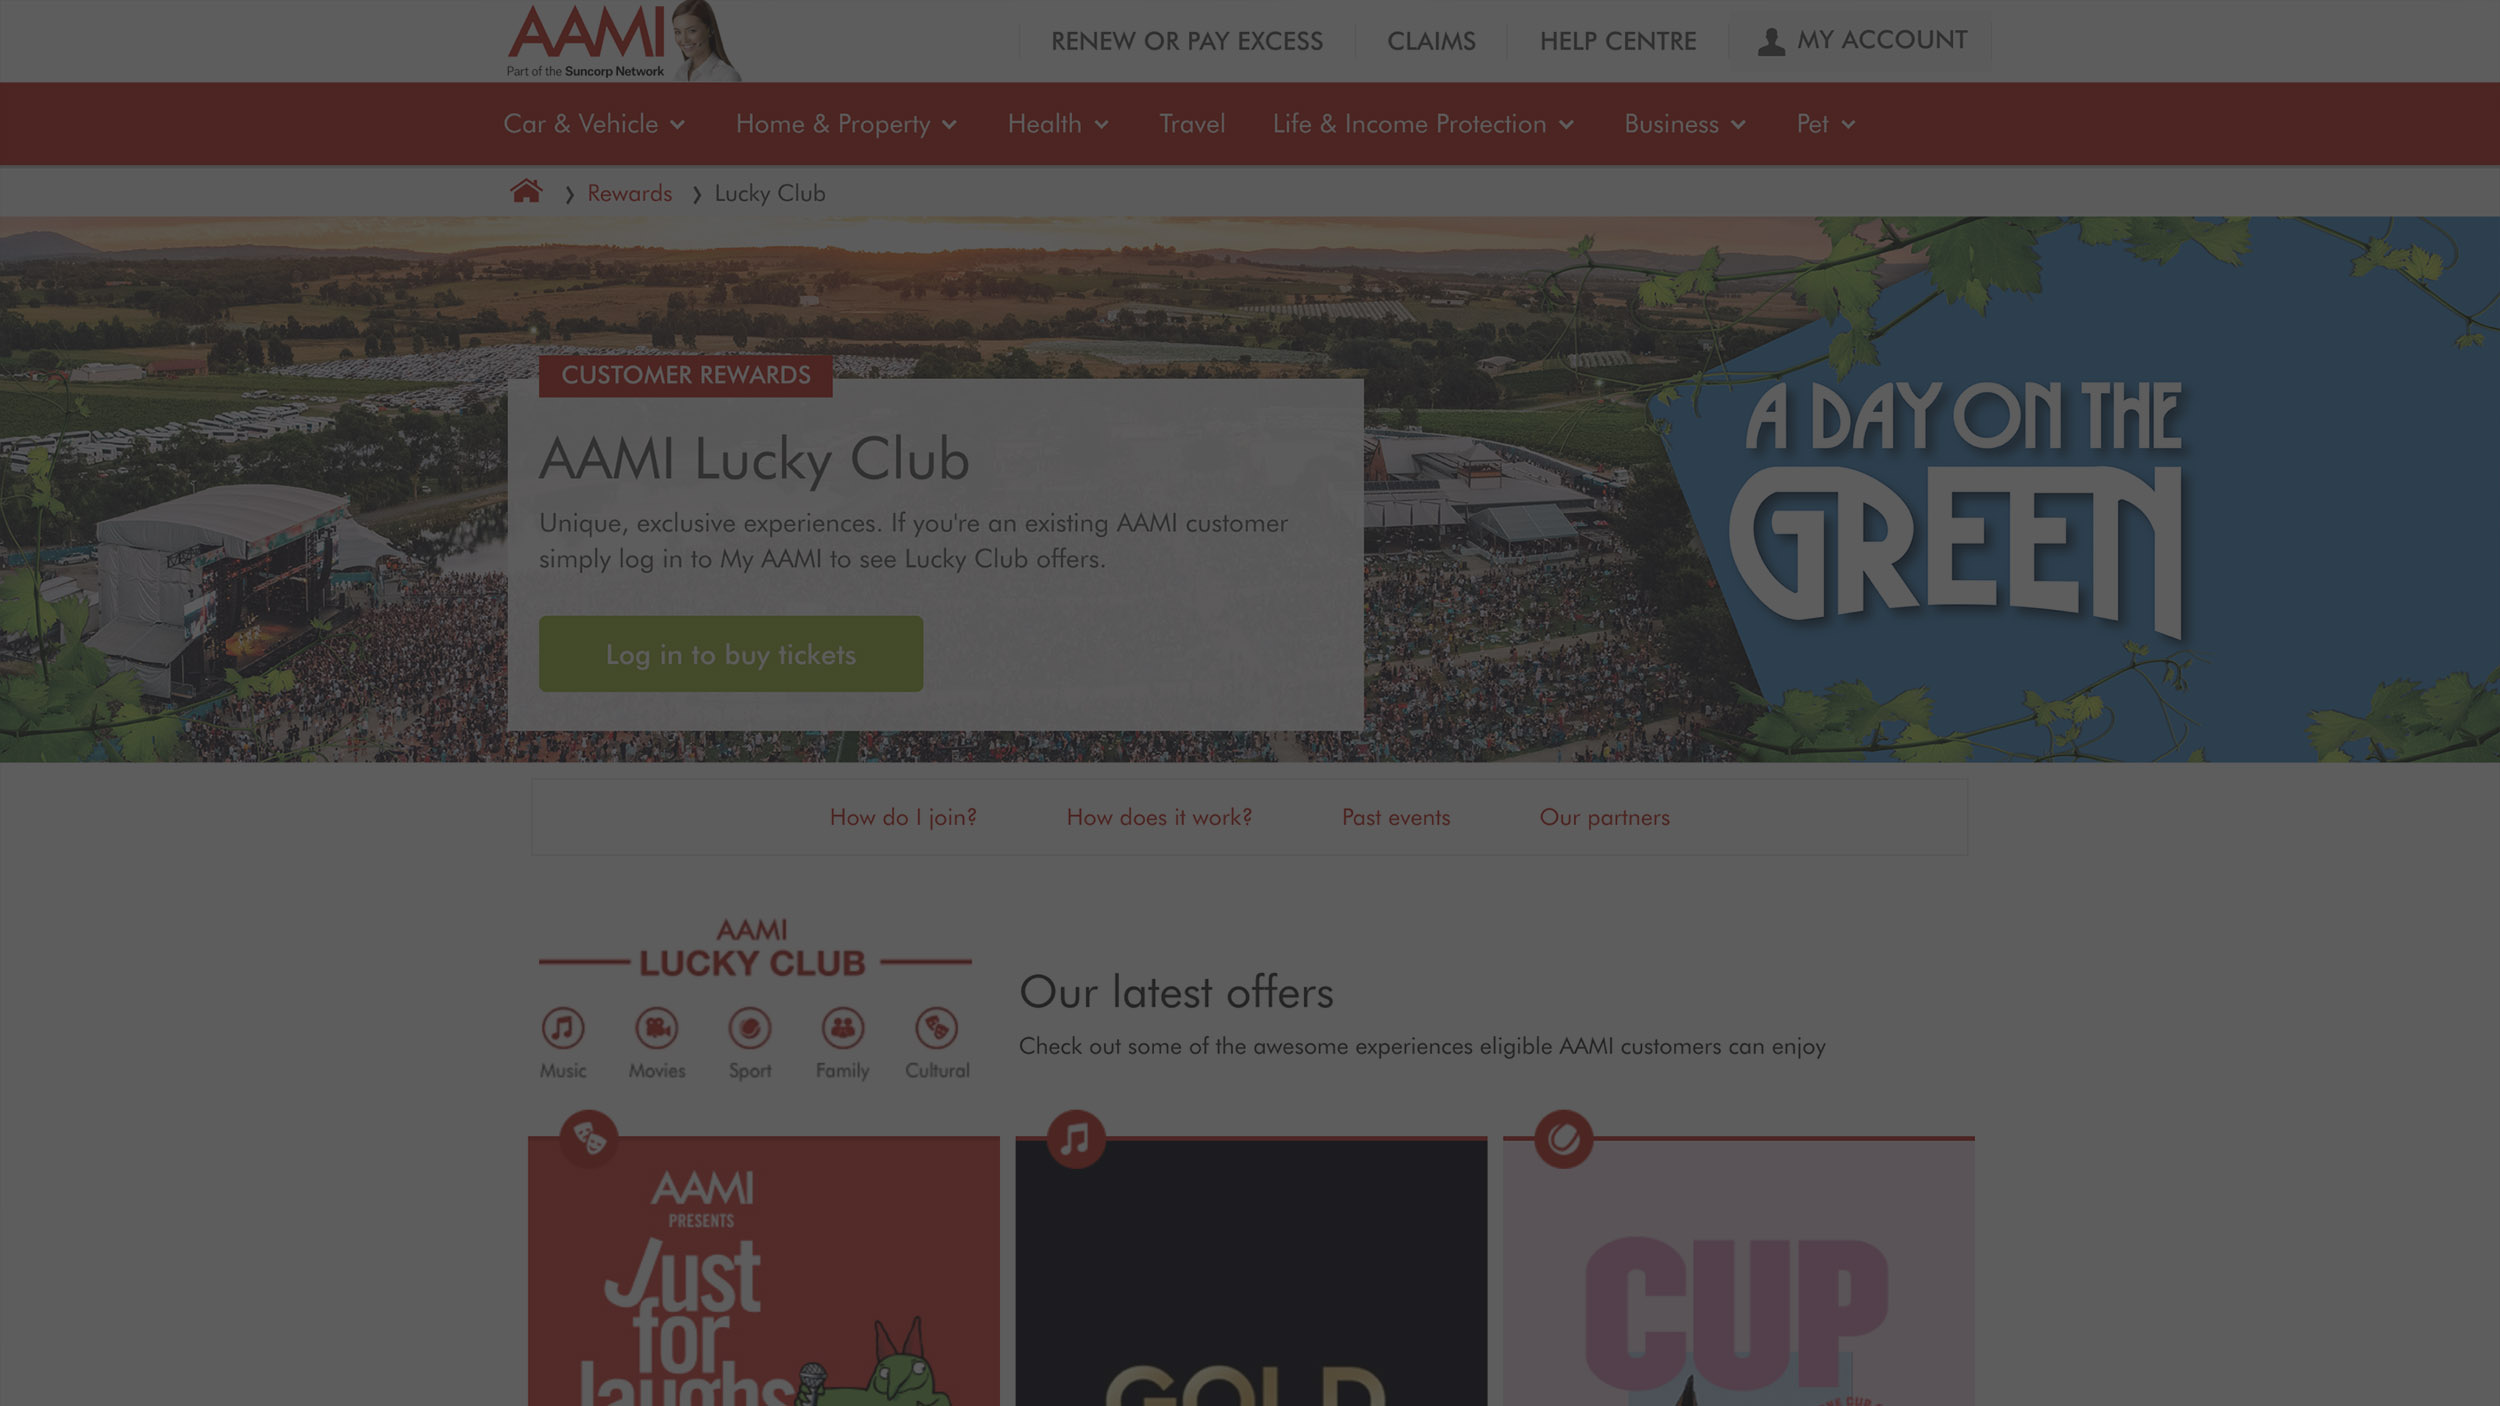 AAMI
Part of the Suncorp Network
RENEW OR PAY EXCESS
CLAIMS
HELP CENTRE
MY ACCOUNT
Car & Vehicle
Home & Property
Health
Travel
Life & Income Protection
Business
Pet
Rewards
Lucky Club
CUSTOMER REWARDS
AAMI Lucky Club
Unique, exclusive experiences. If you're an existing AAMI customer
simply log in to My AAMI to see Lucky Club offers.
Log in to buy tickets
A DAY ON THE
GREEN
How do I join?
How does it work?
Past events
Our partners
AAMI
LUCKY CLUB
Music
Movies
Sport
Family
Cultural
Our latest offers
Check out some of the awesome experiences eligible AAMI customers can enjoy
AAMI
PRESENTS
Just
for
laughs
GOLD
CUP